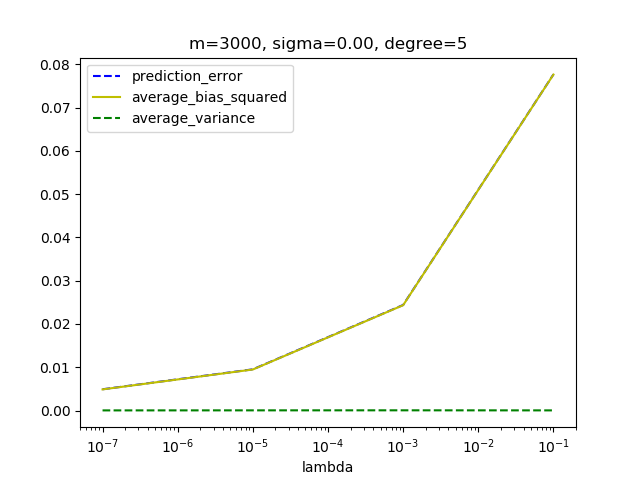 m=3000, sigma=0.00, degree=5
prediction_error
average_bias_squared
average_variance
0.08
0.07
0.06
0.05
0.04
0.03
0.02
0.01
0.00
10⁻⁷ 10⁻⁶ 10⁻⁵ 10⁻⁴ 10⁻³ 10⁻² 10⁻¹
lambda